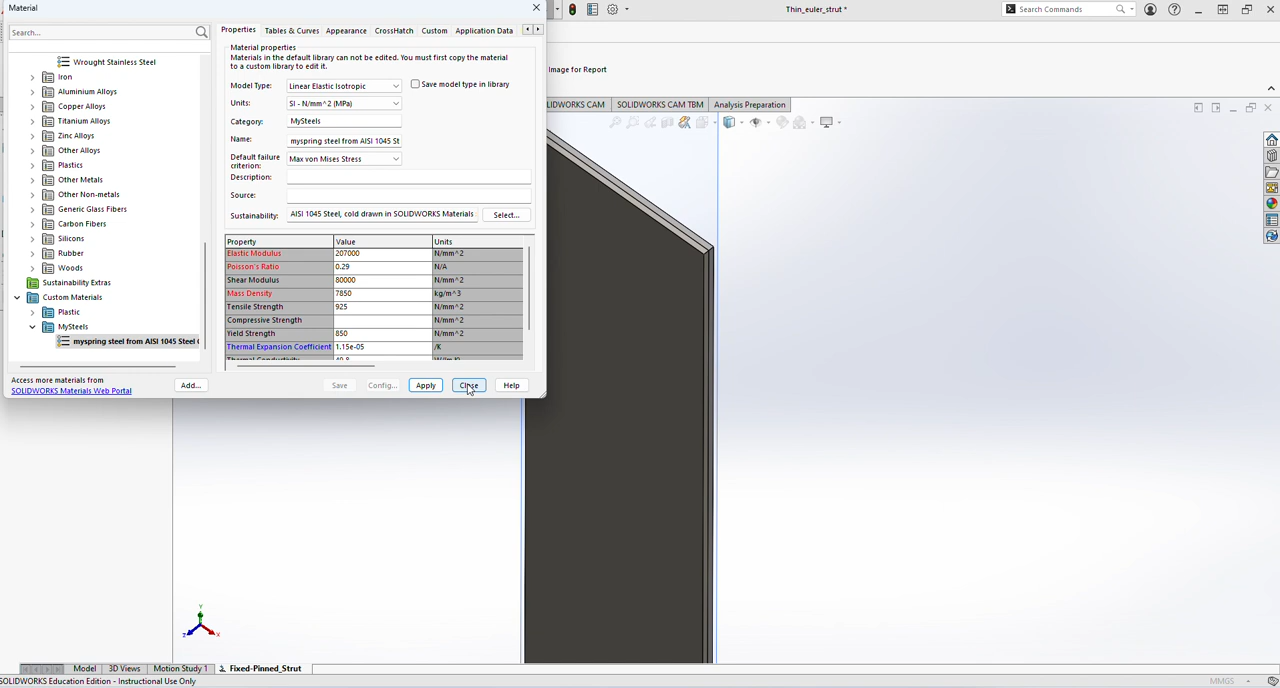 Material
Thin_euler_strut *
Search Commands
Search...
Properties
Tables & Curves
Appearance
CrossHatch
Custom
Application Data
Material properties
Materials in the default library can not be edited. You must first copy the material
to a custom library to edit it.
Model Type:
Linear Elastic Isotropic
Save model type in library
Units:
SI - N/mm^2 (MPa)
Category:
MySteels
Name:
myspring steel from AISI 1045 St
Default failure
criterion:
Max von Mises Stress
Description:
Source:
Sustainability:
AISI 1045 Steel, cold drawn in SOLIDWORKS Materials
Select...
Wrought Stainless Steel
Iron
Aluminium Alloys
Copper Alloys
Titanium Alloys
Zinc Alloys
Other Alloys
Plastics
Other Metals
Other Non-metals
Generic Glass Fibers
Carbon Fibers
Silicons
Rubber
Woods
Sustainability Extras
Custom Materials
Plastic
MySteels
myspring steel from AISI 1045 Steel (
Property Value Units
Elastic Modulus 207000 N/mm^2
Poisson's Ratio 0.29 N/A
Shear Modulus 80000 N/mm^2
Mass Density 7850 kg/m^3
Tensile Strength 925 N/mm^2
Compressive Strength N/mm^2
Yield Strength 850 N/mm^2
Thermal Expansion Coefficient 1.15e-05 /K
Thermal Conductivity 49.8 W/(m·K)
Access more materials from
SOLIDWORKS Materials Web Portal
Add...
Save
Config...
Apply
Close
Help
Image for Report
LIDWORKS CAM
SOLIDWORKS CAM TBM
Analysis Preparation
Y
Z
X
Model
3D Views
Motion Study 1
Fixed-Pinned_Strut
SOLIDWORKS Education Edition - Instructional Use Only
MMGS